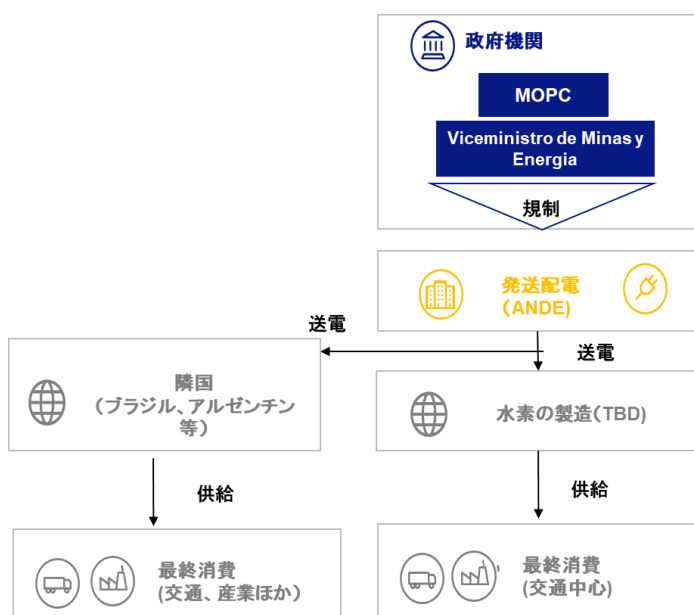 政府機関
MOPC
Viceministro de Minas y
Energia
規制
発送配電
（ANDE)
送電
送電
隣国
（ブラジル、アルゼンチン
等）
水素の製造（TBD)
供給
供給
最終消費
(交通、産業ほか）
最終消費
(交通中心)